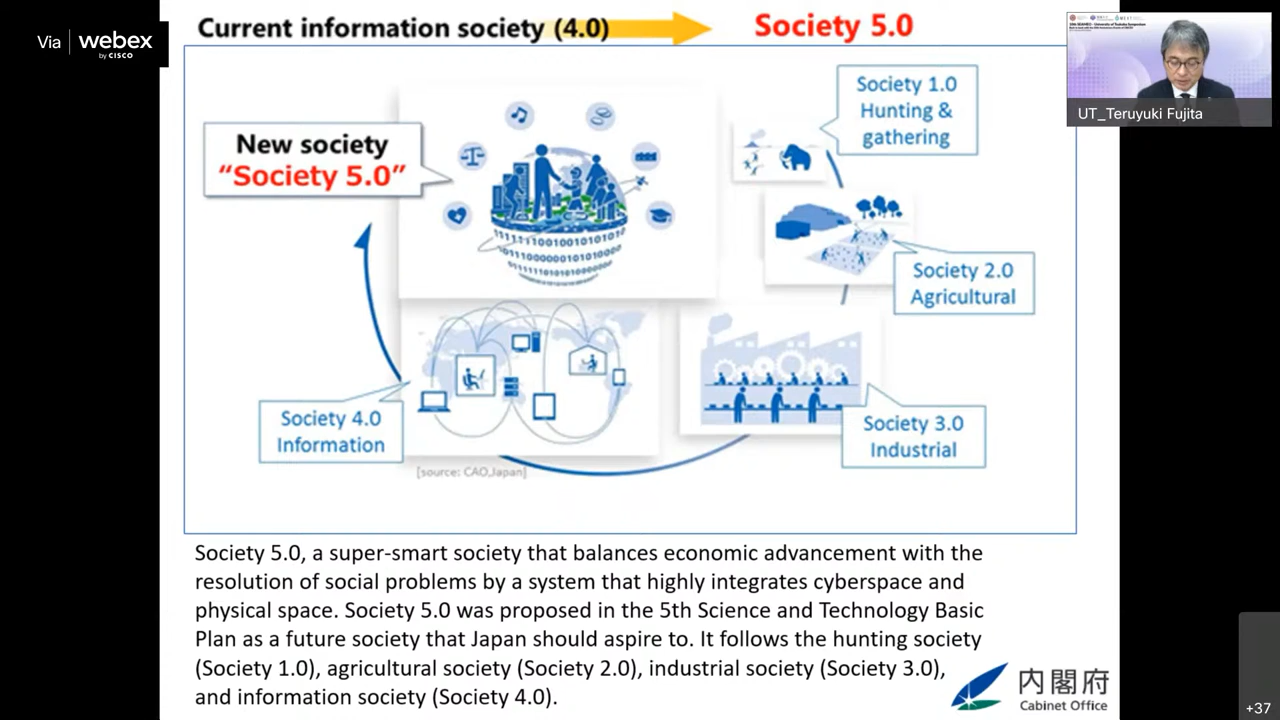 Via webex
by CISCO
Current information society (4.0)
Society 5.0
UT_Teruyuki Fujita
Society 1.0
Hunting &
gathering
New society
“Society 5.0”
Society 2.0
Agricultural
Society 4.0
Information
Society 3.0
Industrial
[source: CAO,Japan]
Society 5.0, a super-smart society that balances economic advancement with the
resolution of social problems by a system that highly integrates cyberspace and
physical space. Society 5.0 was proposed in the 5th Science and Technology Basic
Plan as a future society that Japan should aspire to. It follows the hunting society
(Society 1.0), agricultural society (Society 2.0), industrial society (Society 3.0),
and information society (Society 4.0).
内閣府
Cabinet Office
+37